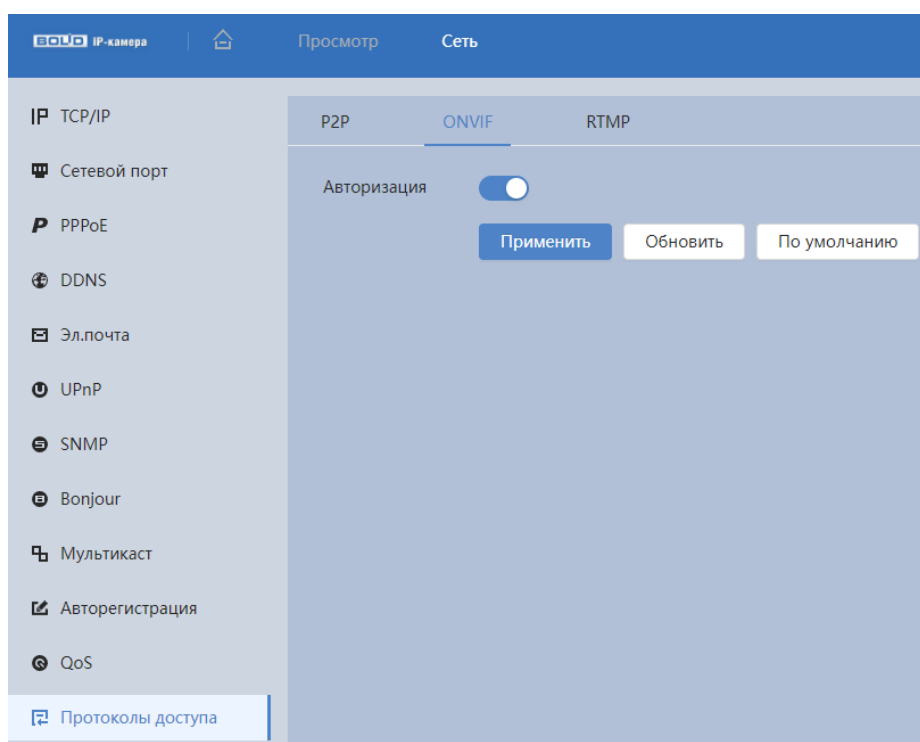 BOLID IP-камера Просмотр Сеть
TCP/IP
Сетевой порт
PPPoE
DDNS
Эл.почта
UPnP
SNMP
Bonjour
Мультикаст
Авторегистрация
QoS
Протоколы доступа
P2P ONVIF RTMP
Авторизация
Применить Обновить По умолчанию